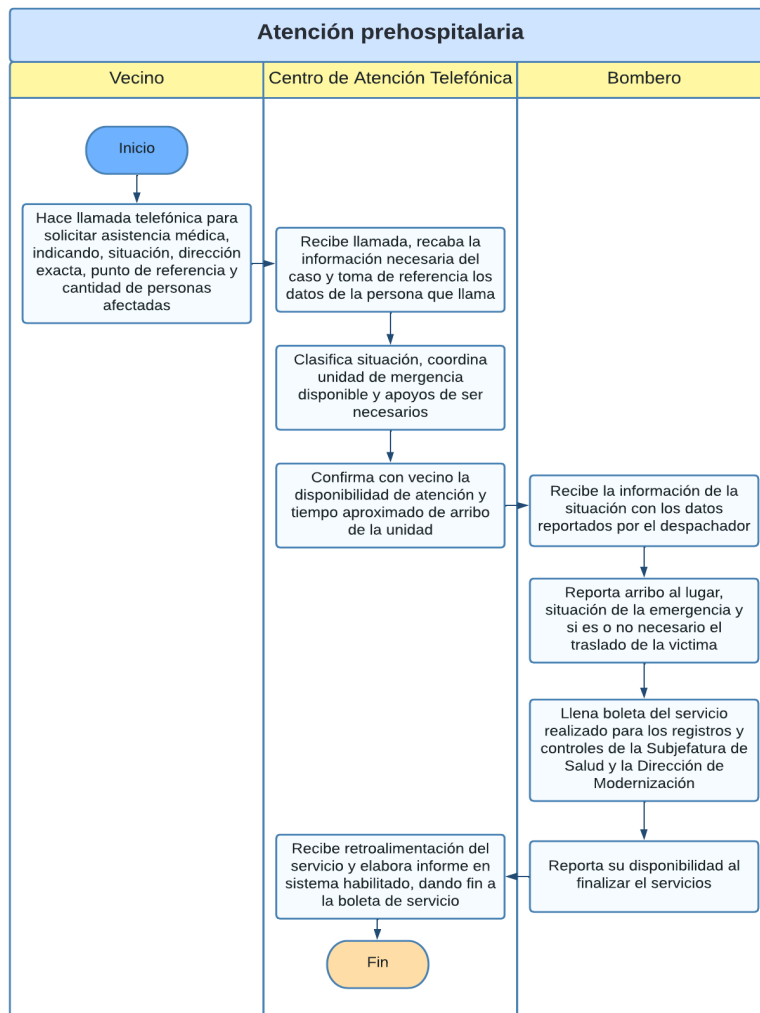 Atención prehospitalaria
Vecino
Centro de Atención Telefónica
Bombero
Inicio
Hace llamada telefónica para
solicitar asistencia médica,
indicando, situación, dirección
exacta, punto de referencia y
cantidad de personas
afectadas
Recibe llamada, recaba la
información necesaria del
caso y toma de referencia los
datos de la persona que llama
Clasifica situación, coordina
unidad de mergencia
disponible y apoyos de ser
necesarios
Confirma con vecino la
disponibilidad de atención y
tiempo aproximado de arribo
de la unidad
Recibe la información de la
situación con los datos
reportados por el despachador
Reporta arribo al lugar,
situación de la emergencia y
si es o no necesario el
traslado de la victima
Llena boleta del servicio
realizado para los registros y
controles de la Subjefatura de
Salud y la Dirección de
Modernización
Reporta su disponibilidad al
finalizar el servicios
Recibe retroalimentación del
servicio y elabora informe en
sistema habilitado, dando fin a
la boleta de servicio
Fin